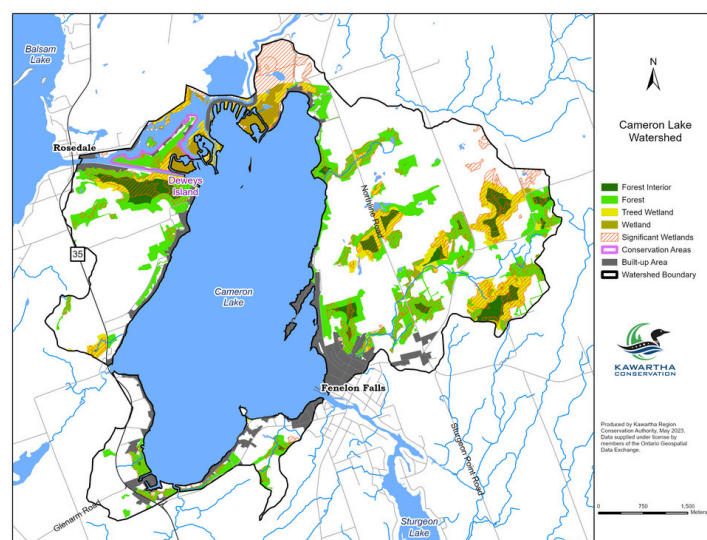 Balsam
Lake
Rosedale
Deweys
Island
35
Northline Road
Cameron
Lake
Fenelon Falls
Sturgeon Point Road
Glenarm Road
Sturgeon
Lake
N
Cameron Lake
Watershed
Forest Interior
Forest
Treed Wetland
Wetland
Significant Wetlands
Conservation Areas
Built-up Area
Watershed Boundary
KAWARTHA
CONSERVATION
Produced by Kawartha Region
Conservation Authority, May 2023.
Data supplied under license by
members of the Ontario Geospatial
Data Exchange.
0 750 1,500
Meters